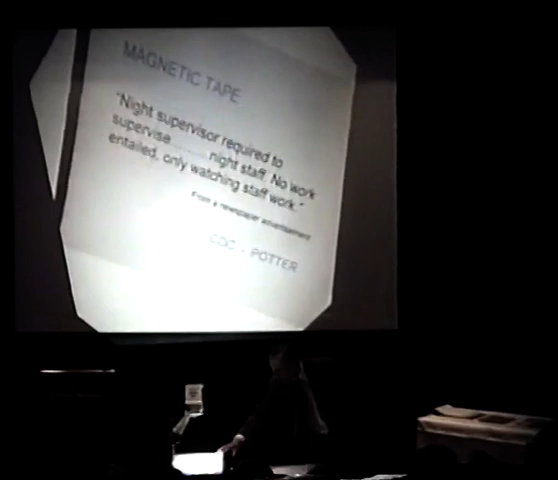 MAGNETIC TAPE
"Night supervisor required to
supervise ........ night staff. No work
entailed, only watching staff work."
From a newspaper advertisement
CDC - POTTER